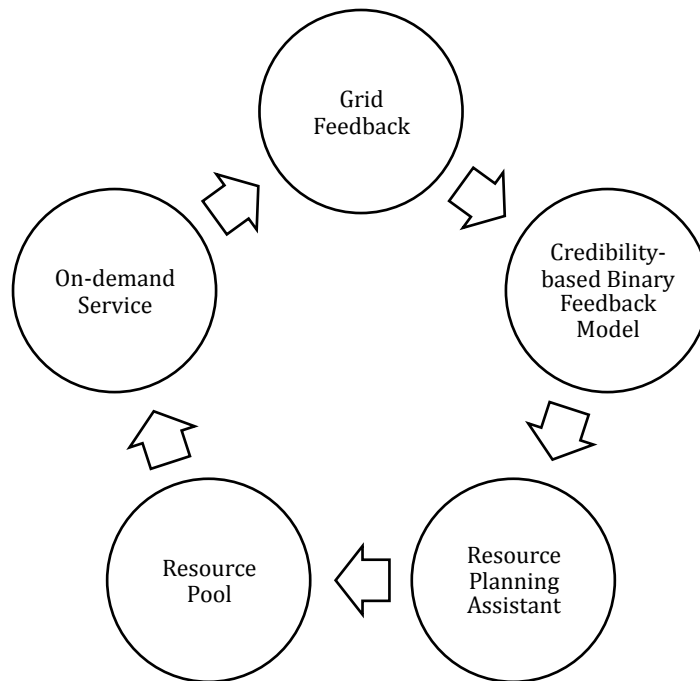 Grid
Feedback
Credibility-
based Binary
Feedback
Model
Resource
Planning
Assistant
Resource
Pool
On-demand
Service